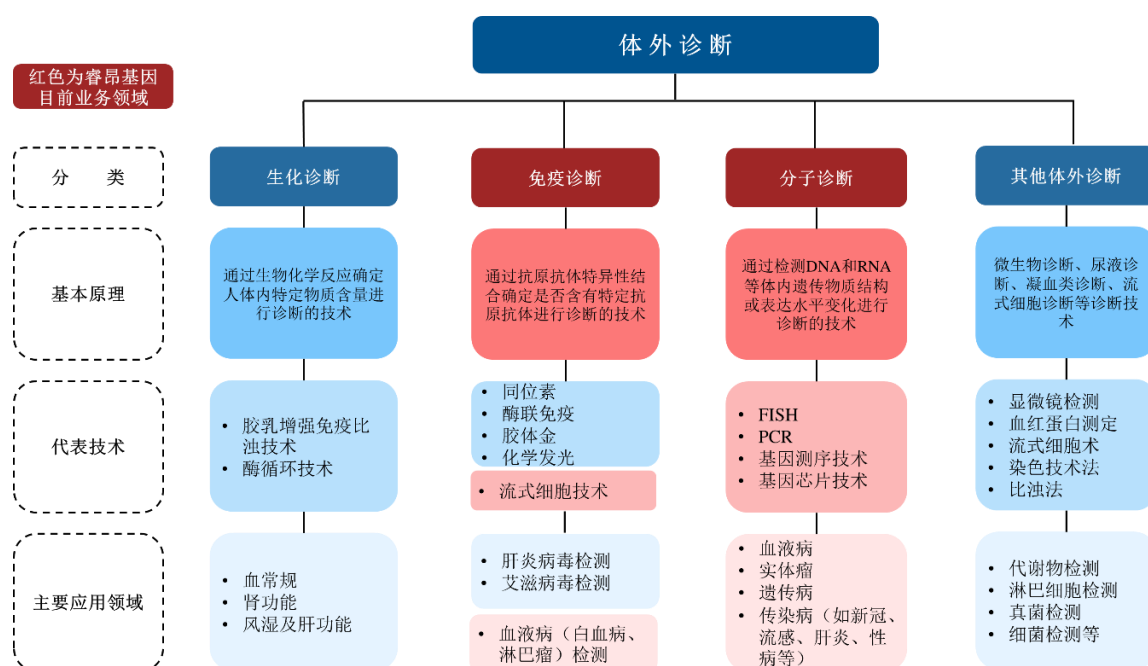 体外诊断
红色为睿昂基因
目前业务领域
分 类
生化诊断
免疫诊断
分子诊断
其他体外诊断
基本原理
通过生物化学反应确定
人体内特定物质含量进
行诊断的技术
通过抗原抗体特异性结
合确定是否含有特定抗
原抗体进行诊断的技术
通过检测DNA和RNA
等体内遗传物质结构
或表达水平变化进行
诊断的技术
微生物诊断、尿液诊
断、凝血类诊断、流
式细胞诊断等诊断技
术
代表技术
• 胶乳增强免疫比
浊技术
• 酶循环技术
• 同位素
• 酶联免疫
• 胶体金
• 化学发光
• 流式细胞技术
• FISH
• PCR
• 基因测序技术
• 基因芯片技术
• 显微镜检测
• 血红蛋白测定
• 流式细胞术
• 染色技术法
• 比浊法
主要应用领域
• 血常规
• 肾功能
• 风湿及肝功能
• 肝炎病毒检测
• 艾滋病毒检测
• 血液病（白血病、
淋巴瘤）检测
• 血液病
• 实体瘤
• 遗传病
• 传染病（如新冠、
流感、肝炎、性
病等）
• 代谢物检测
• 淋巴细胞检测
• 真菌检测
• 细菌检测等